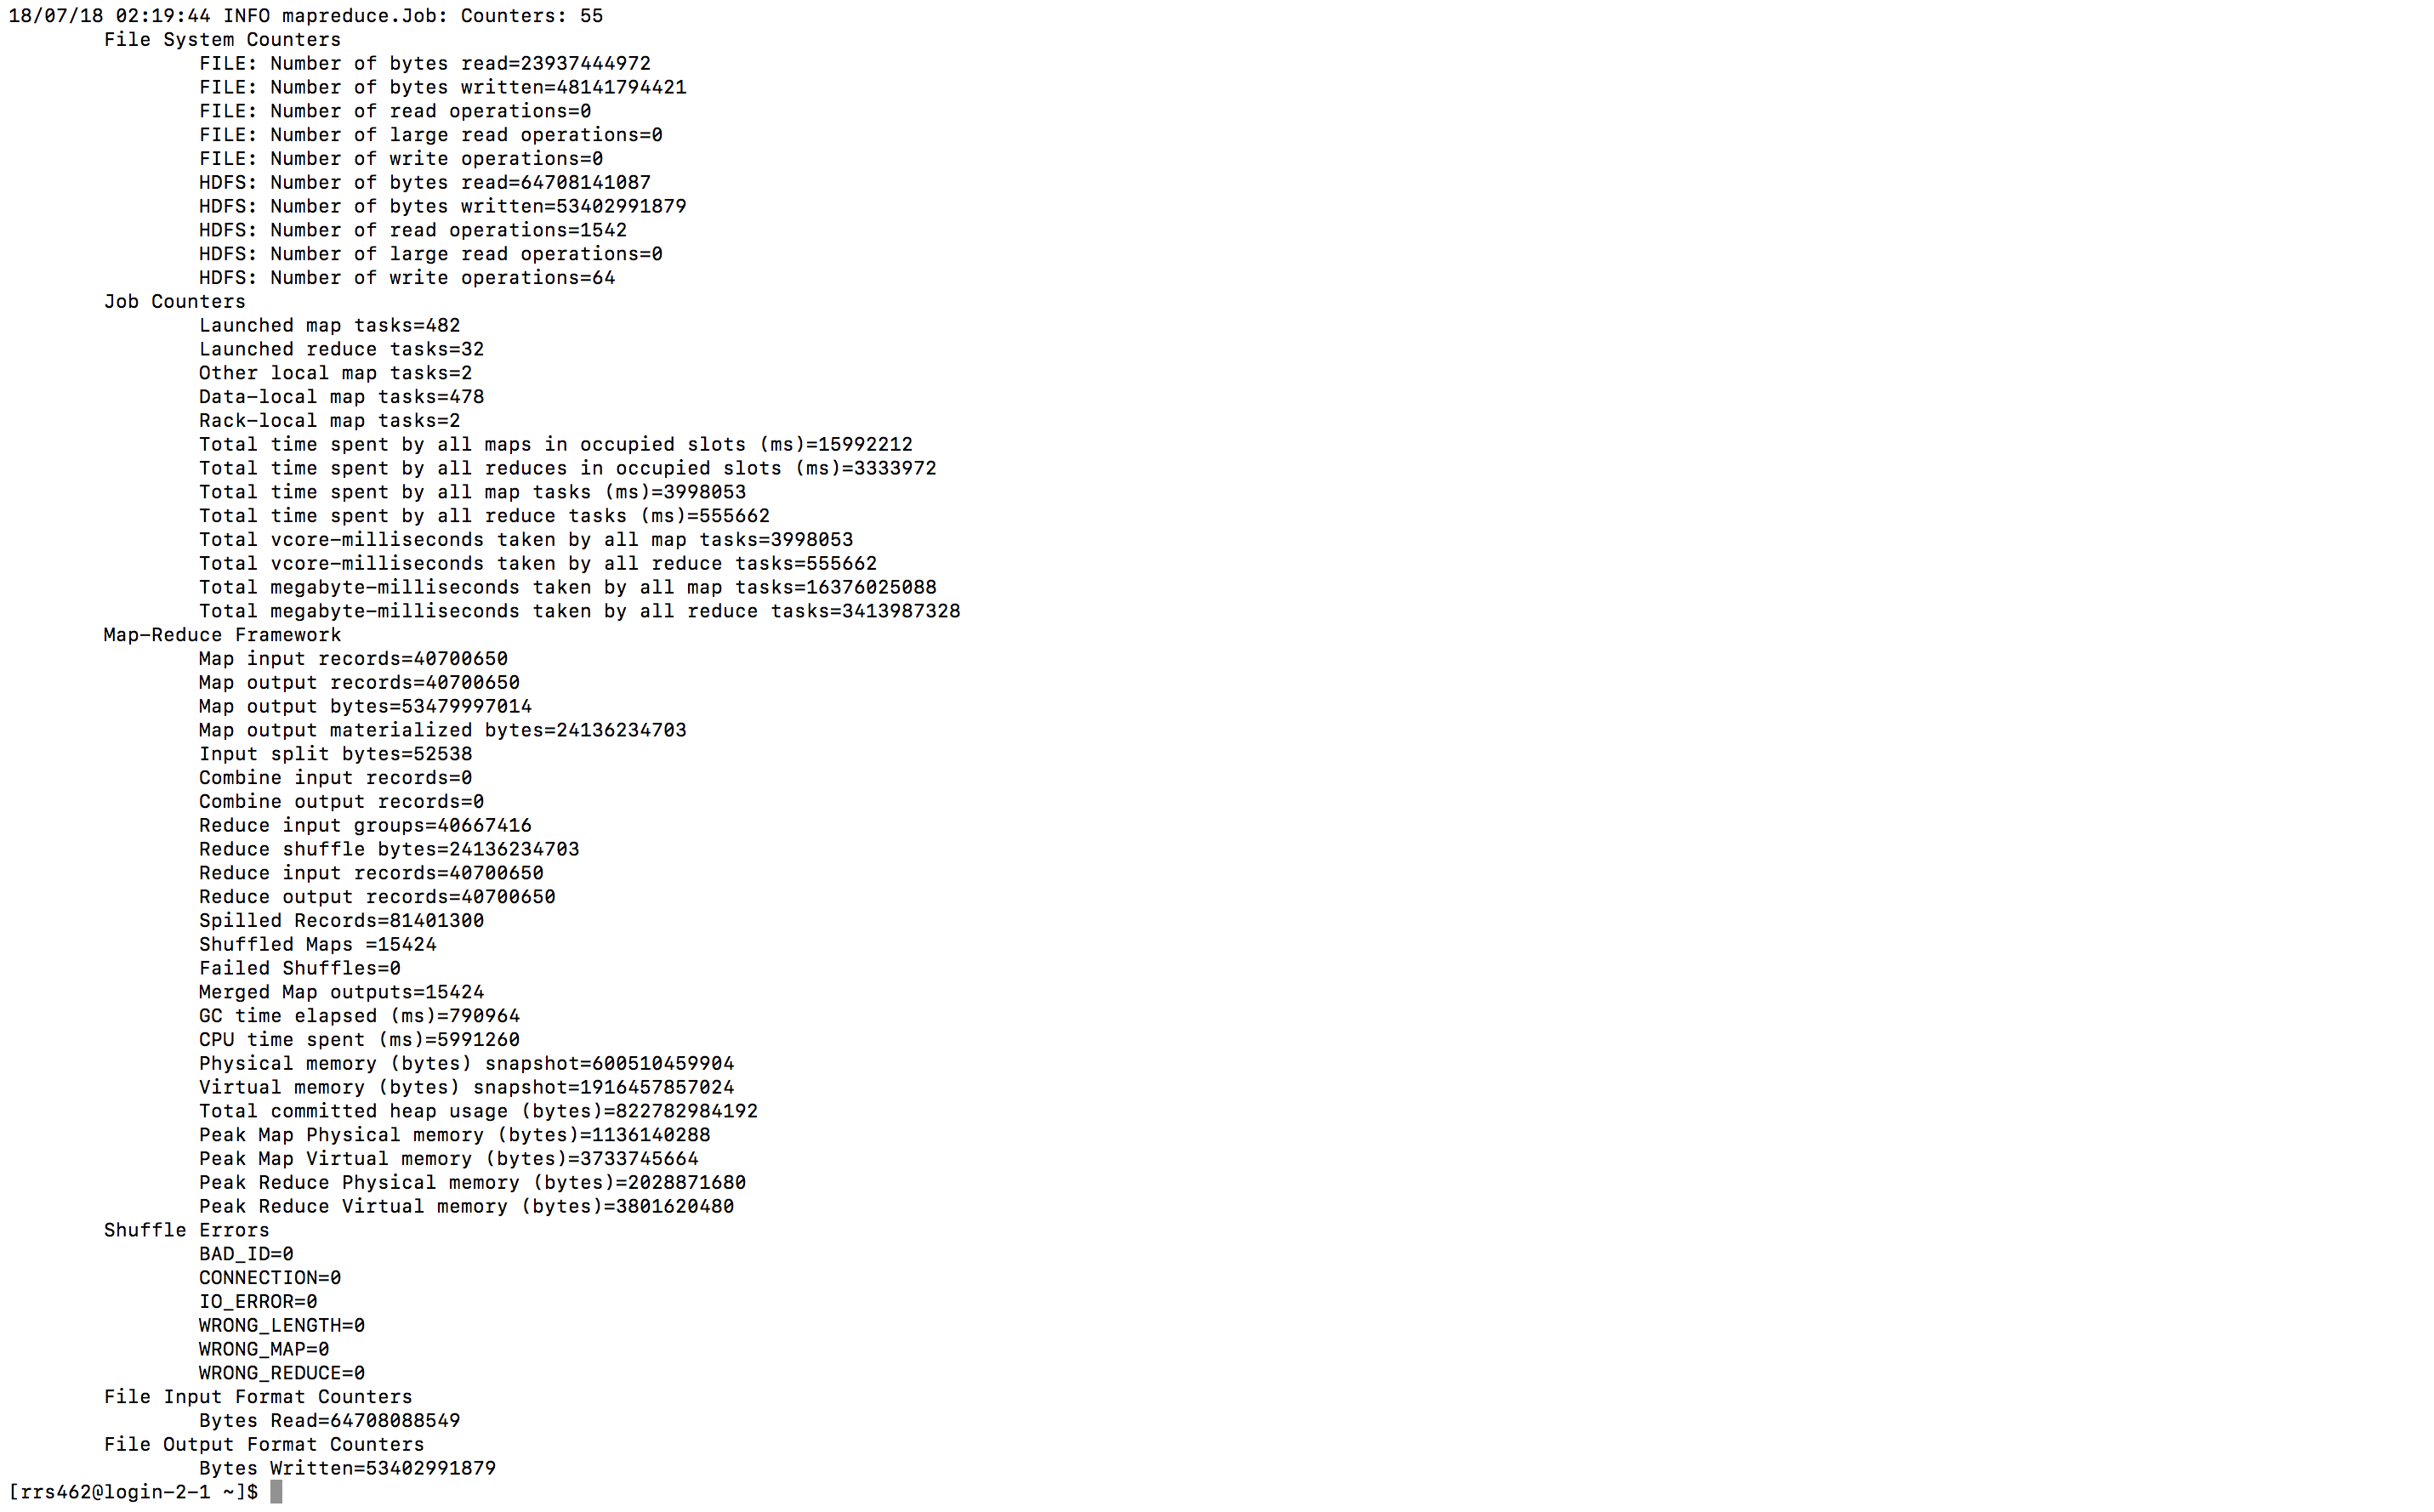 18/07/18 02:19:44 INFO mapreduce.Job: Counters: 55
File System Counters
FILE: Number of bytes read=23937444972
FILE: Number of bytes written=48141794421
FILE: Number of read operations=0
FILE: Number of large read operations=0
FILE: Number of write operations=0
HDFS: Number of bytes read=64708141087
HDFS: Number of bytes written=53402991879
HDFS: Number of read operations=1542
HDFS: Number of large read operations=0
HDFS: Number of write operations=64
Job Counters
Launched map tasks=482
Launched reduce tasks=32
Other local map tasks=2
Data-local map tasks=478
Rack-local map tasks=2
Total time spent by all maps in occupied slots (ms)=15992212
Total time spent by all reduces in occupied slots (ms)=3333972
Total time spent by all map tasks (ms)=3998053
Total time spent by all reduce tasks (ms)=555662
Total vcore-milliseconds taken by all map tasks=3998053
Total vcore-milliseconds taken by all reduce tasks=555662
Total megabyte-milliseconds taken by all map tasks=16376025088
Total megabyte-milliseconds taken by all reduce tasks=3413987328
Map-Reduce Framework
Map input records=40700650
Map output records=40700650
Map output bytes=53479997014
Map output materialized bytes=24136234703
Input split bytes=52538
Combine input records=0
Combine output records=0
Reduce input groups=40667416
Reduce shuffle bytes=24136234703
Reduce input records=40700650
Reduce output records=40700650
Spilled Records=81401300
Shuffled Maps =15424
Failed Shuffles=0
Merged Map outputs=15424
GC time elapsed (ms)=790964
CPU time spent (ms)=5991260
Physical memory (bytes) snapshot=600510459904
Virtual memory (bytes) snapshot=1916457857024
Total committed heap usage (bytes)=822782984192
Peak Map Physical memory (bytes)=1136140288
Peak Map Virtual memory (bytes)=3733745664
Peak Reduce Physical memory (bytes)=2028871680
Peak Reduce Virtual memory (bytes)=3801620480
Shuffle Errors
BAD_ID=0
CONNECTION=0
IO_ERROR=0
WRONG_LENGTH=0
WRONG_MAP=0
WRONG_REDUCE=0
File Input Format Counters
Bytes Read=64708088549
File Output Format Counters
Bytes Written=53402991879
[rrs462@login-2-1 ~]$